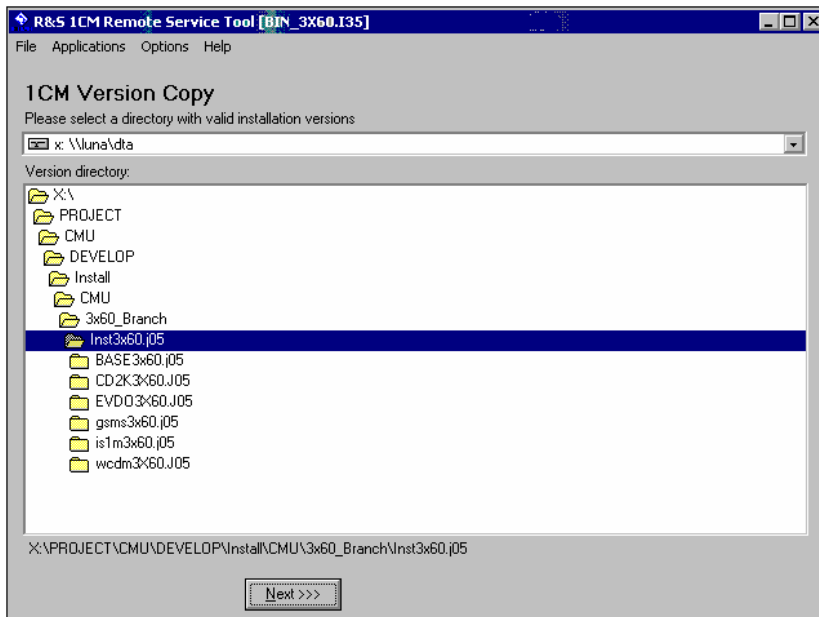 R&S 1CM Remote Service Tool [BIN_3X60.I35]
File Applications Options Help
1CM Version Copy
Please select a directory with valid installation versions
x: \\luna\dta
Version directory:
X:\
PROJECT
CMU
DEVELOP
Install
CMU
3x60_Branch
Inst3x60.j05
BASE3x60.j05
CD2K3X60.J05
EVDO3X60.J05
gsms3x60.j05
is1m3x60.j05
wcdm3X60.J05
X:\PROJECT\CMU\DEVELOP\Install\CMU\3x60_Branch\Inst3x60.j05
Next >>>